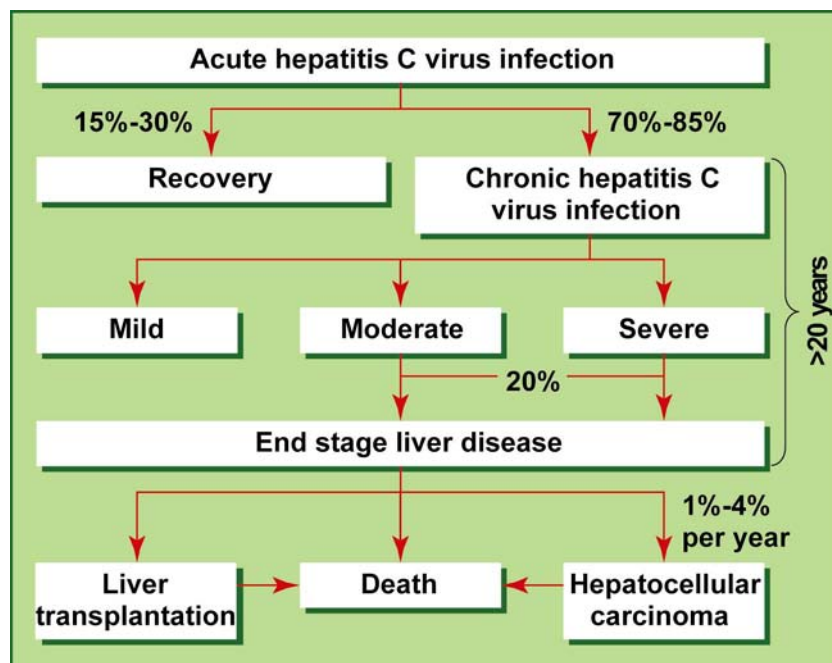 Acute hepatitis C virus infection
15%-30%
70%-85%
Recovery
Chronic hepatitis C
virus infection
>20 years
Mild
Moderate
Severe
20%
End stage liver disease
1%-4%
per year
Liver
transplantation
Death
Hepatocellular
carcinoma